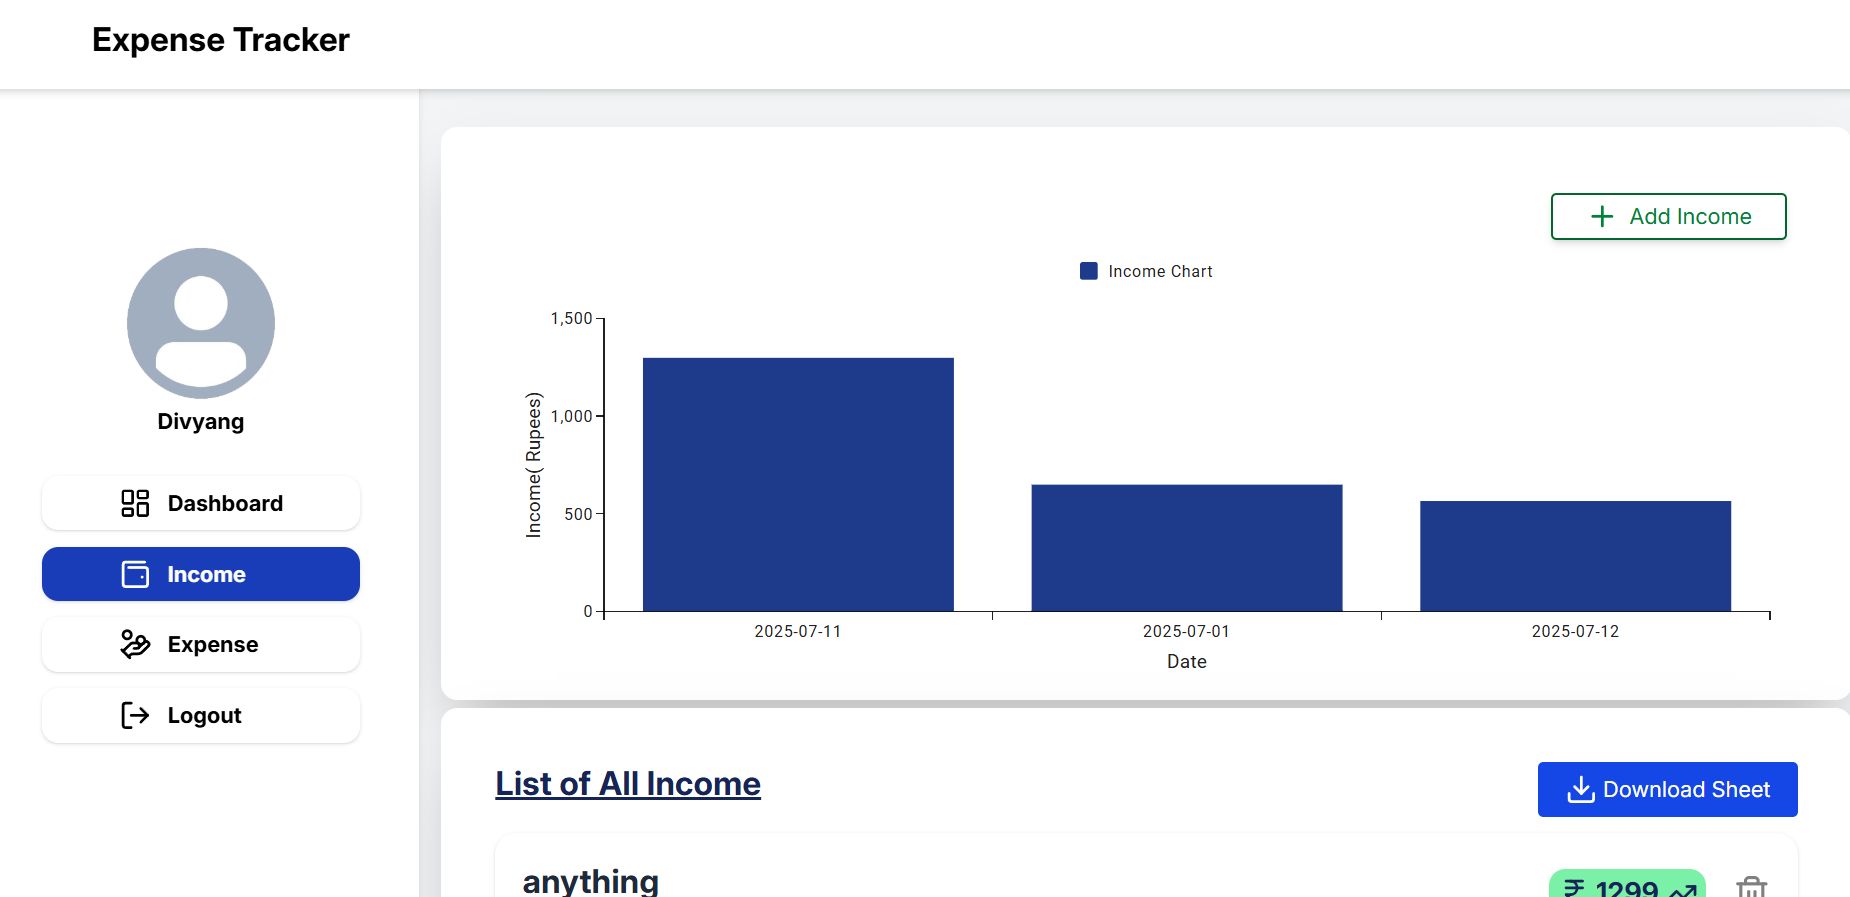 Expense Tracker
Divyang
Dashboard
Income
Expense
Logout
+ Add Income
Income Chart
1,500
1,000
500
0
Income( Rupees)
2025-07-11
2025-07-01
2025-07-12
Date
List of All Income
Download Sheet
anything
₹ 1299